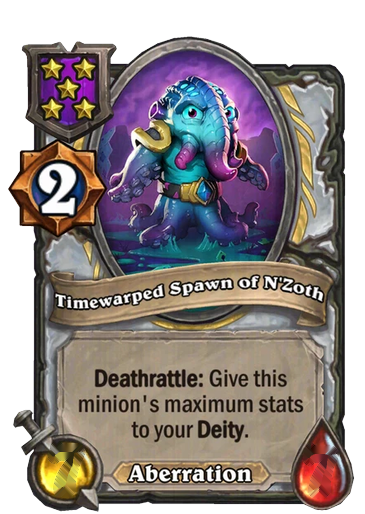 2
Timewarped Spawn of N'Zoth
Deathrattle: Give this
minion's maximum stats
to your Deity.
Aberration